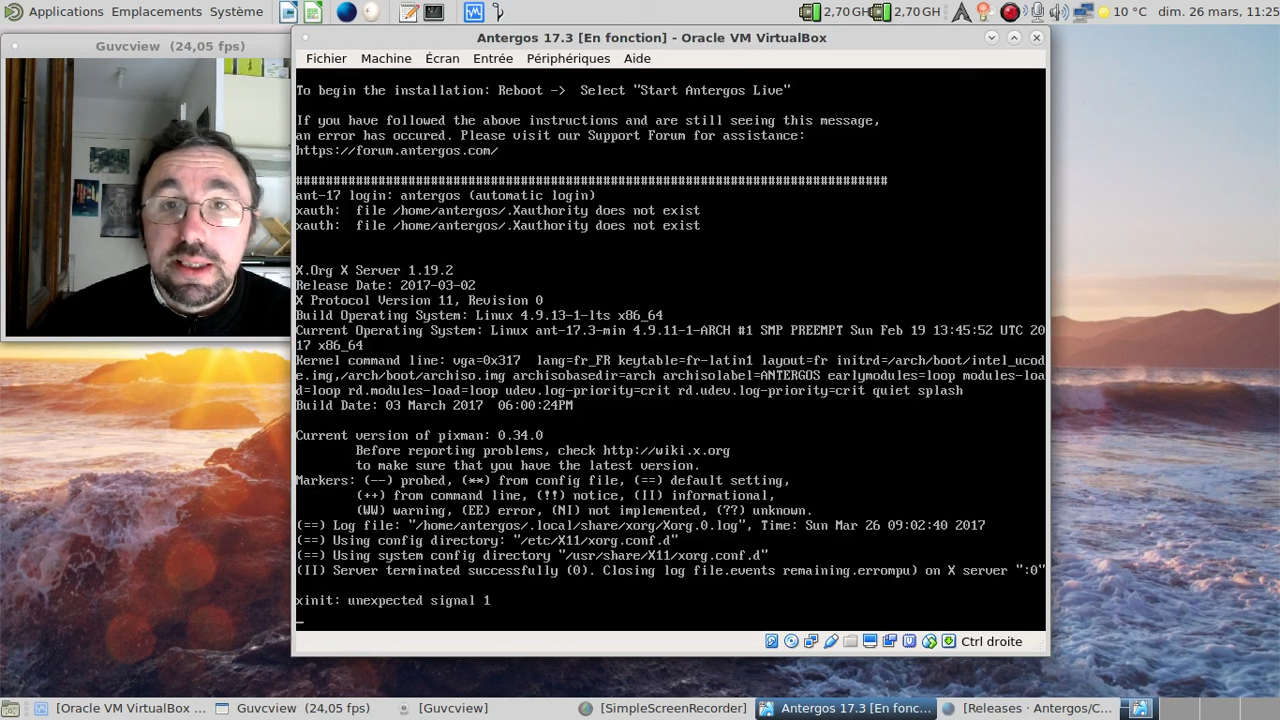 Applications Emplacements Système
2,70 GH 2,70 GH 10 °C dim. 26 mars, 11:25
Guvcview (24,05 fps)
Antergos 17.3 [En fonction] - Oracle VM VirtualBox
Fichier Machine Écran Entrée Périphériques Aide
To begin the installation: Reboot -> Select "Start Antergos Live"
If you have followed the above instructions and are still seeing this message,
an error has occured. Please visit our Support Forum for assistance:
https://forum.antergos.com/
################################################################################
ant-17 login: antergos (automatic login)
xauth: file /home/antergos/.Xauthority does not exist
xauth: file /home/antergos/.Xauthority does not exist
X.Org X Server 1.19.2
Release Date: 2017-03-02
X Protocol Version 11, Revision 0
Build Operating System: Linux 4.9.13-1-lts x86_64
Current Operating System: Linux ant-17.3-min 4.9.11-1-ARCH #1 SMP PREEMPT Sun Feb 19 13:45:52 UTC 20
17 x86_64
Kernel command line: vga=0x317 lang=fr_FR keytable=fr-latin1 layout=fr initrd=/arch/boot/intel_ucod
e.img,/arch/boot/archiso.img archisobasedir=arch archisolabel=ANTERGOS earlymodules=loop modules-loa
d=loop rd.modules-load=loop udev.log-priority=crit rd.udev.log-priority=crit quiet splash
Build Date: 03 March 2017 06:00:24PM
Current version of pixman: 0.34.0
Before reporting problems, check http://wiki.x.org
to make sure that you have the latest version.
Markers: (--) probed, (**) from config file, (==) default setting,
(++) from command line, (!!) notice, (II) informational,
(WW) warning, (EE) error, (NI) not implemented, (??) unknown.
(==) Log file: "/home/antergos/.local/share/xorg/Xorg.0.log", Time: Sun Mar 26 09:02:40 2017
(==) Using config directory: "/etc/X11/xorg.conf.d"
(==) Using system config directory "/usr/share/X11/xorg.conf.d"
(II) Server terminated successfully (0). Closing log file.events remaining.errompu) on X server ":0"
xinit: unexpected signal 1
_
Ctrl droite
[Oracle VM VirtualBox ... Guvcview (24,05 fps) [Guvcview] [SimpleScreenRecorder] Antergos 17.3 [En fonc... [Releases · Antergos/C...